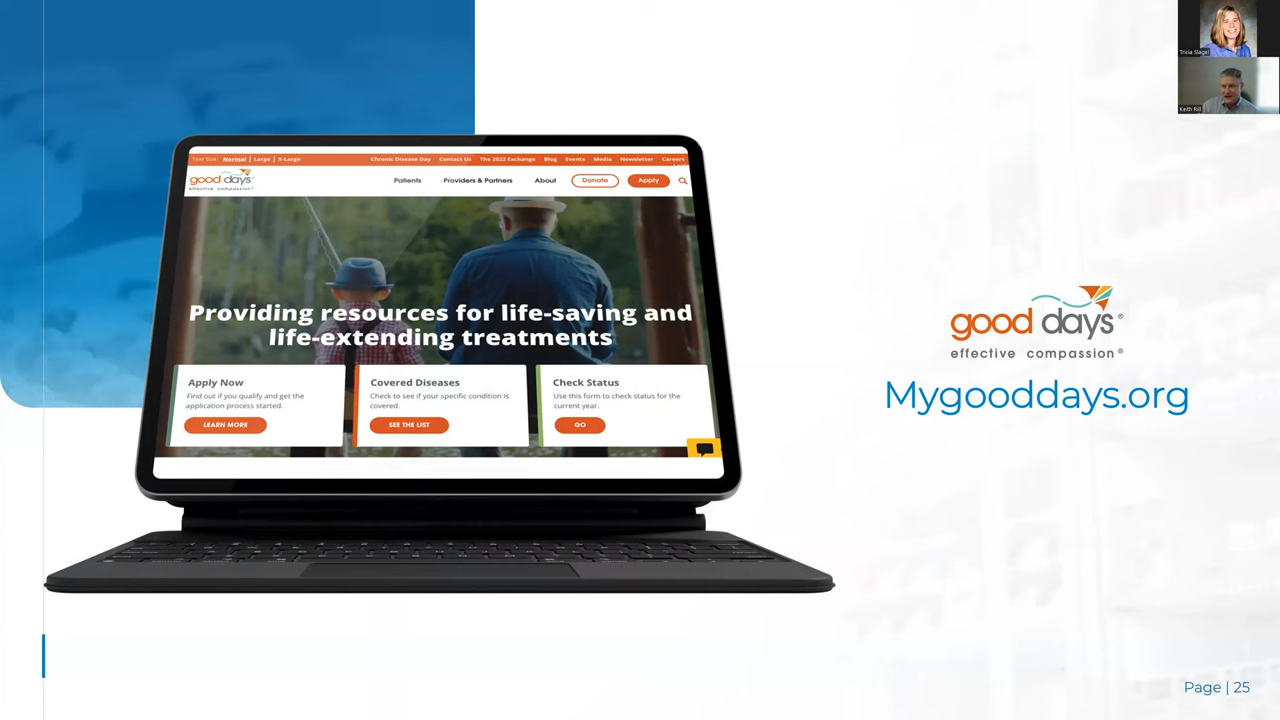 Tricia Slagel
Keith Rill
Text Size: Normal | Large | X-Large
Chronic Disease Day Contact Us The 2022 Exchange Blog Events Media Newsletter Careers
good days
effective compassion®
Patients Providers & Partners About Donate Apply
Providing resources for life-saving and
life-extending treatments
Apply Now
Find out if you qualify and get the
application process started.
LEARN MORE
Covered Diseases
Check to see if your specific condition is
covered.
SEE THE LIST
Check Status
Use this form to check status for the
current year.
GO
good days®
effective compassion®
Mygooddays.org
Page | 25